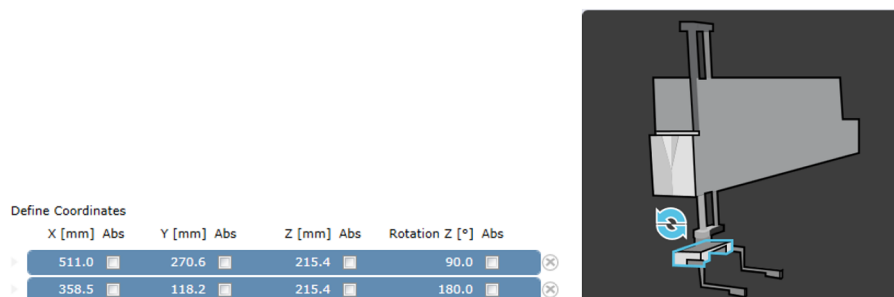 Define Coordinates
X [mm] Abs Y [mm] Abs Z [mm] Abs Rotation Z [°] Abs
511.0 270.6 215.4 90.0
358.5 118.2 215.4 180.0